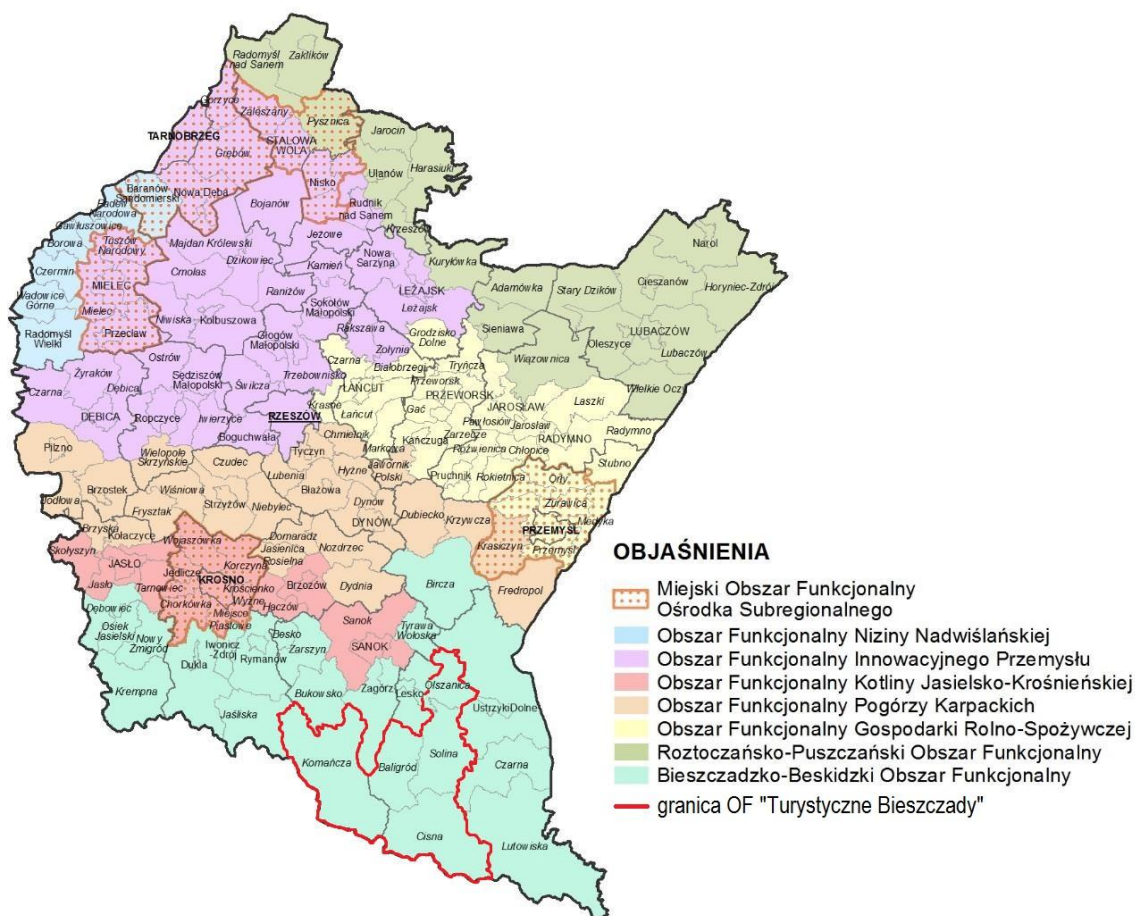 Radomyśl
nad Sanem
Zaklików
Gorzyce
Zaleszany
Pysznica
TARNOBRZEG
STALOWA
WOLA
Jarocin
Grębów
Harasiuki
Ulanów
Nisko
Baranów
Sandomierski
Nowa Dęba
Rudnik
nad Sanem
Padew
Narodowa
Bojanów
Gawłuszowice
Jeżowe
Krzeszów
Borowa
Tuszów
Narodowy
Majdan Królewski
Nowa
Sarzyna
Narol
Dzikowiec
Kamień
Kuryłówka
Cieszanów
Czermin
Cmolas
Adamówka
Stary Dzików
Horyniec-Zdrój
MIELEC
Raniżów
LEŻAJSK
Wadowice
Górne
Sokołów
Małopolski
Leżajsk
Mielec
Niwiska
Kolbuszowa
Sieniawa
LUBACZÓW
Rakszawa
Grodzisko
Dolne
Oleszyce
Radomyśl
Wielki
Przecław
Głogów
Małopolski
Lubaczów
Żołynia
Wiązownica
Ostrów
Czarna
Tryńcza
Białobrzegi
Wielkie Oczy
Żyraków
Sędziszów
Małopolski
Trzebownisko
Przeworsk
Czarna
Dębica
Świlcza
ŁAŃCUT
PRZEWORSK
Laszki
Krasne
Gać
JAROSŁAW
DĘBICA
Ropczyce
Iwierzyce
RZESZÓW
Łańcut
Pawłosiów
Jarosław
Radymno
Boguchwała
Chmielnik
Kańczuga
Zarzecze
Chłopice
RADYMNO
Markowa
Roźwienica
Pilzno
Wielopole
Skrzyńskie
Tyczyn
Stubno
Czudec
Hyżne
Jawornik
Polski
Pruchnik
Rokietnica
Lubenia
Orły
Brzostek
Wiśniowa
Błażowa
Jodłowa
Strzyżów
Niebylec
Dynów
Żurawica
Frysztak
DYNÓW
Dubiecko
Krzywcza
Medyka
Brzyska
PRZEMYŚL
Kołaczyce
Wojaszówka
Domaradz
Nozdrzec
Krasiczyn
Przemyśl
Skołyszyn
JASŁO
Jasienica
Rosielna
Jedlicze
Korczyna
Jasło
Tarnowiec
KROSNO
Brzozów
Dydnia
Bircza
Fredropol
Krościenko
Wyżne
Haczów
Chorkówka
Sanok
Dębowiec
Miejsce
Piastowe
Tyrawa
Wołoska
Osiek
Jasielski
Nowy
Żmigród
Besko
Iwonicz
-Zdrój
Zarszyn
SANOK
Dukla
Rymanów
Zagórz
Olszanica
Krempna
Bukowsko
Lesko
Ustrzyki Dolne
Jaśliska
Komańcza
Solina
Baligród
Czarna
Cisna
Lutowiska
OBJAŚNIENIA
Miejski Obszar Funkcjonalny
Ośrodka Subregionalnego
Obszar Funkcjonalny Niziny Nadwiślańskiej
Obszar Funkcjonalny Innowacyjnego Przemysłu
Obszar Funkcjonalny Kotliny Jasielsko-Krośnieńskiej
Obszar Funkcjonalny Pogórzy Karpackich
Obszar Funkcjonalny Gospodarki Rolno-Spożywczej
Roztoczańsko-Puszczański Obszar Funkcjonalny
Bieszczadzko-Beskidzki Obszar Funkcjonalny
granica OF "Turystyczne Bieszczady"